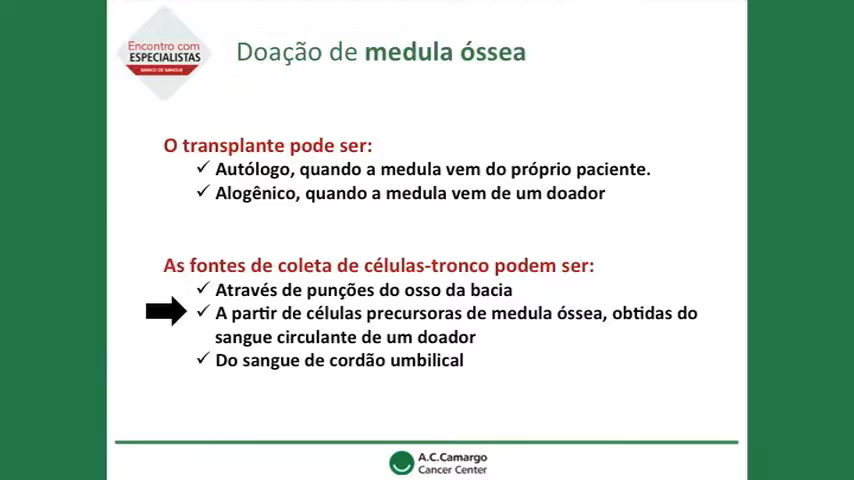 Encontro com
ESPECIALISTAS
BANCO DE SANGUE
Doação de medula óssea
O transplante pode ser:
✓ Autólogo, quando a medula vem do próprio paciente.
✓ Alogênico, quando a medula vem de um doador
As fontes de coleta de células-tronco podem ser:
✓ Através de punções do osso da bacia
✓ A partir de células precursoras de medula óssea, obtidas do
sangue circulante de um doador
✓ Do sangue de cordão umbilical
A.C.Camargo
Cancer Center